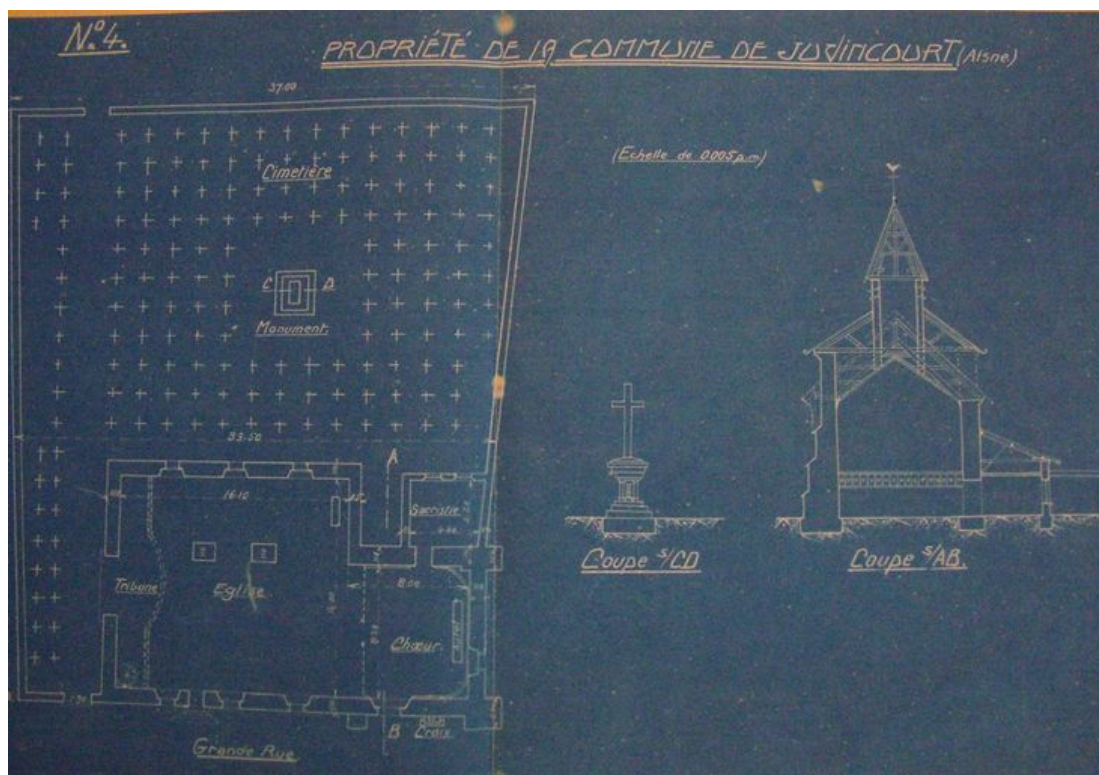 N.º 4.
PROPRIÉTÉ DE LA COMMUNE DE JUVINCOURT (Aisne)
37.00
(Echelle de 0.005 p.m)
Cimetière
C D
Monument.
33.50
A
16.10
Sacristie
8.00
Tribune
Eglise
Chœur.
Autel
B
Croix
Grande Rue
Coupe s/CD
Coupe s/AB.